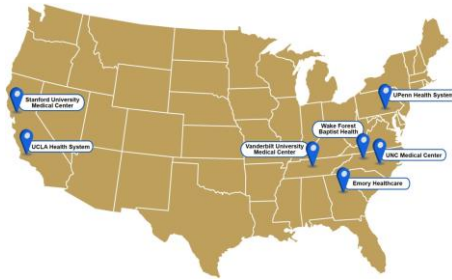 Stanford University
Medical Center
UCLA Health System
UPenn Health System
Wake Forest
Baptist Health
Vanderbilt University
Medical Center
UNC Medical Center
Emory Healthcare